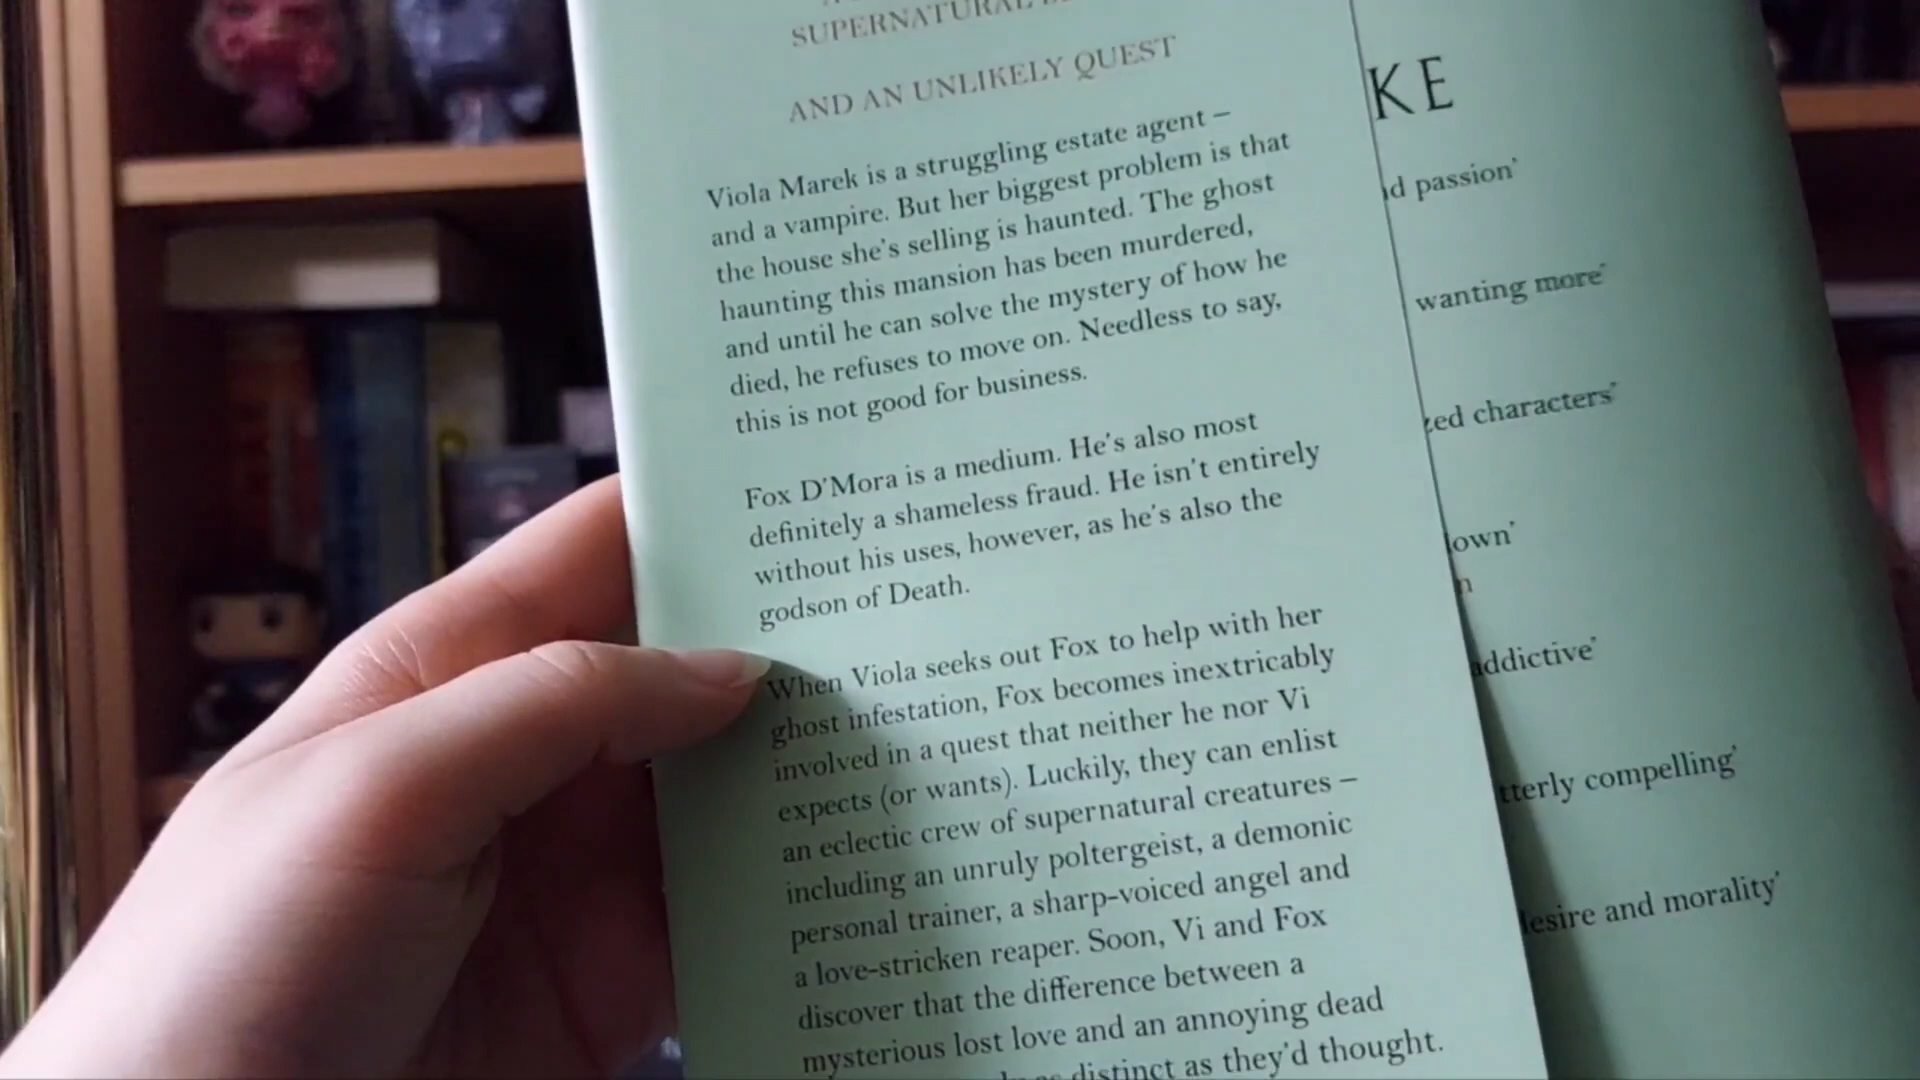 SUPERNATURAL
AND AN UNLIKELY QUEST
Viola Marek is a struggling estate agent –
and a vampire. But her biggest problem is that
the house she's selling is haunted. The ghost
haunting this mansion has been murdered,
and until he can solve the mystery of how he
died, he refuses to move on. Needless to say,
this is not good for business.
Fox D'Mora is a medium. He's also most
definitely a shameless fraud. He isn't entirely
without his uses, however, as he's also the
godson of Death.
When Viola seeks out Fox to help with her
ghost infestation, Fox becomes inextricably
involved in a quest that neither he nor Vi
expects (or wants). Luckily, they can enlist
an eclectic crew of supernatural creatures –
including an unruly poltergeist, a demonic
personal trainer, a sharp-voiced angel and
a love-stricken reaper. Soon, Vi and Fox
discover that the difference between a
mysterious lost love and an annoying dead
distinct as they'd thought.
KE
d passion'
wanting more'
ed characters'
own'
n
addictive'
tterly compelling'
desire and morality'